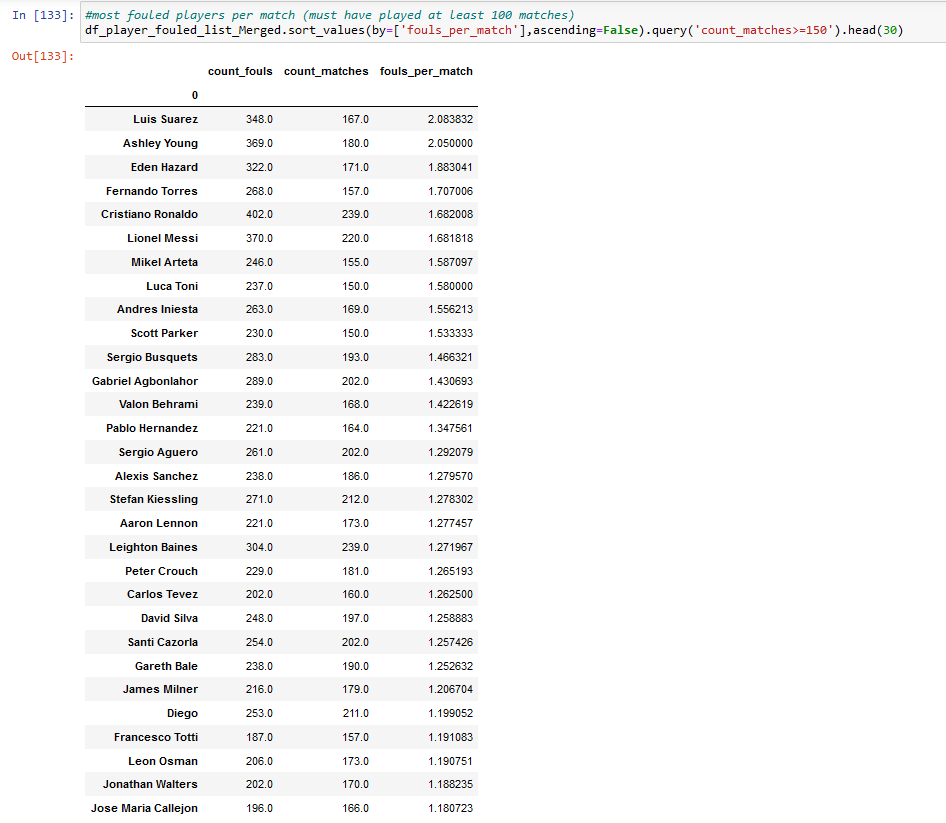 In [133]: #most fouled players per match (must have played at least 100 matches)
df_player_fouled_list_Merged.sort_values(by=['fouls_per_match'],ascending=False).query('count_matches>=150').head(30)
Out[133]:
count_fouls count_matches fouls_per_match
0
Luis Suarez 348.0 167.0 2.083832
Ashley Young 369.0 180.0 2.050000
Eden Hazard 322.0 171.0 1.883041
Fernando Torres 268.0 157.0 1.707006
Cristiano Ronaldo 402.0 239.0 1.682008
Lionel Messi 370.0 220.0 1.681818
Mikel Arteta 246.0 155.0 1.587097
Luca Toni 237.0 150.0 1.580000
Andres Iniesta 263.0 169.0 1.556213
Scott Parker 230.0 150.0 1.533333
Sergio Busquets 283.0 193.0 1.466321
Gabriel Agbonlahor 289.0 202.0 1.430693
Valon Behrami 239.0 168.0 1.422619
Pablo Hernandez 221.0 164.0 1.347561
Sergio Aguero 261.0 202.0 1.292079
Alexis Sanchez 238.0 186.0 1.279570
Stefan Kiessling 271.0 212.0 1.278302
Aaron Lennon 221.0 173.0 1.277457
Leighton Baines 304.0 239.0 1.271967
Peter Crouch 229.0 181.0 1.265193
Carlos Tevez 202.0 160.0 1.262500
David Silva 248.0 197.0 1.258883
Santi Cazorla 254.0 202.0 1.257426
Gareth Bale 238.0 190.0 1.252632
James Milner 216.0 179.0 1.206704
Diego 253.0 211.0 1.199052
Francesco Totti 187.0 157.0 1.191083
Leon Osman 206.0 173.0 1.190751
Jonathan Walters 202.0 170.0 1.188235
Jose Maria Callejon 196.0 166.0 1.180723